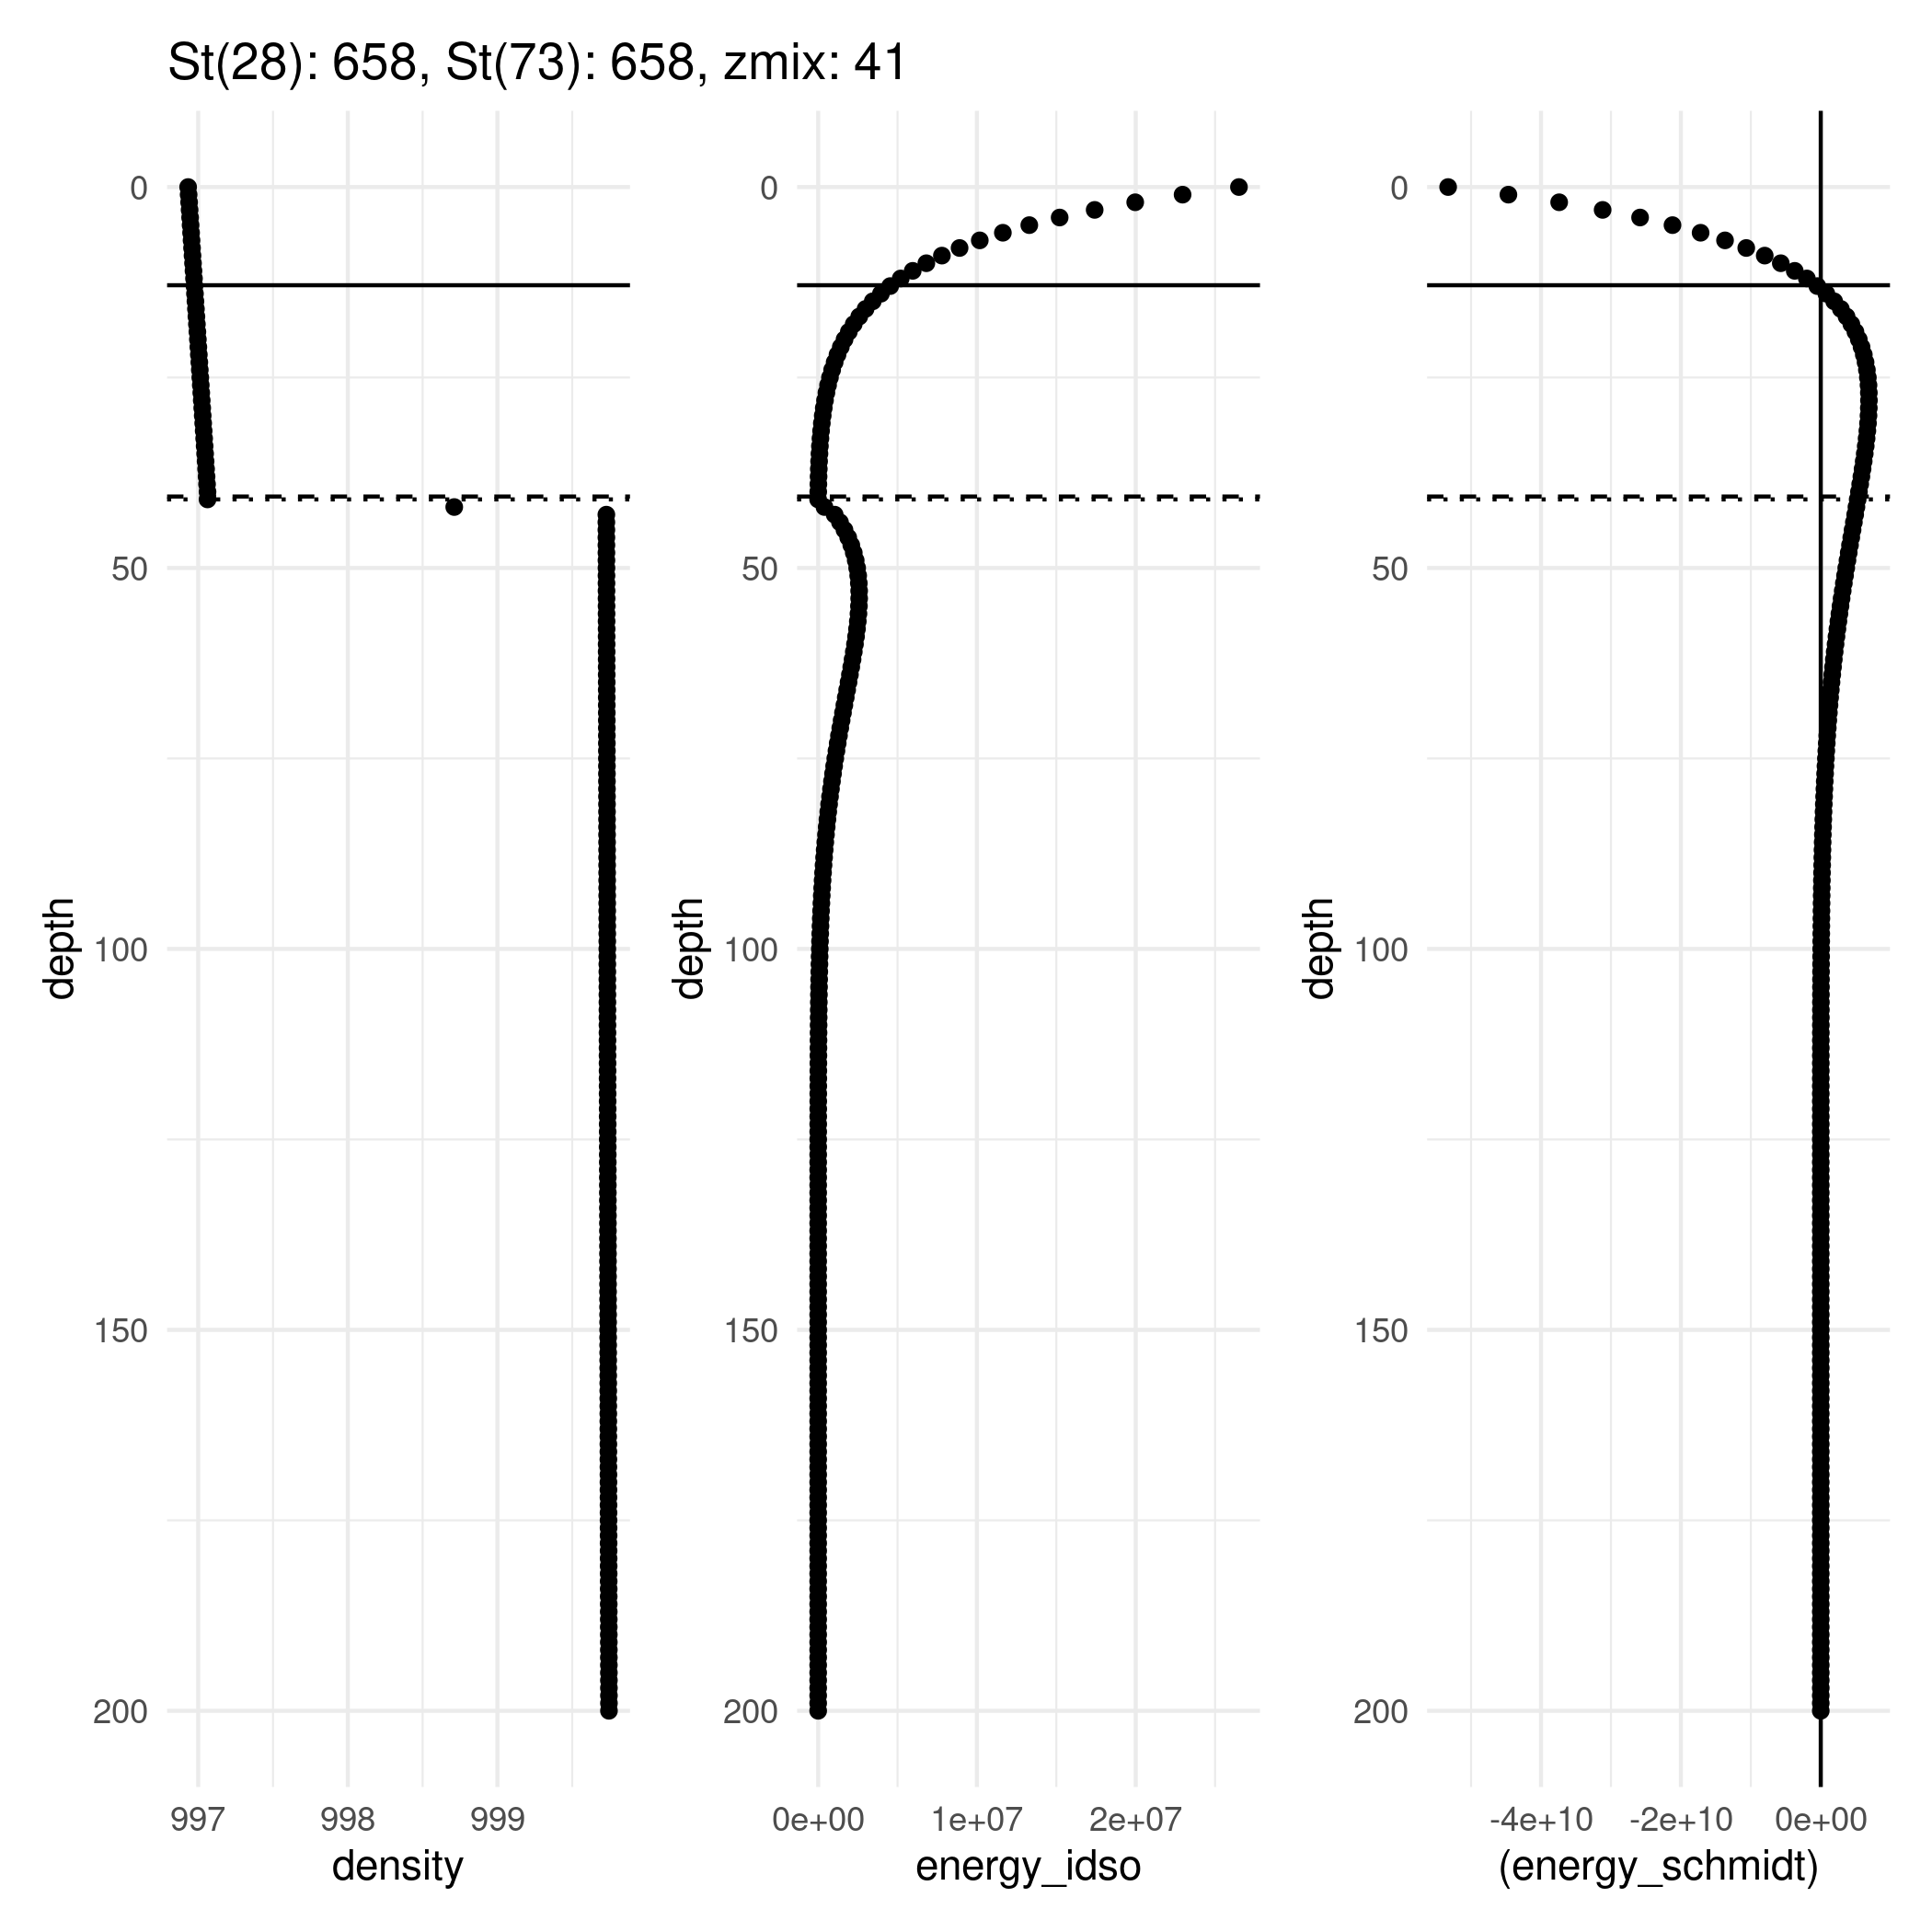 St(28): 658, St(73): 658, zmix: 41
0
50
100
150
200
depth
997 998 999
density
0
50
100
150
200
depth
0e+00 1e+07 2e+07
energy_idso
0
50
100
150
200
depth
-4e+10 -2e+10 0e+00
(energy_schmidt)